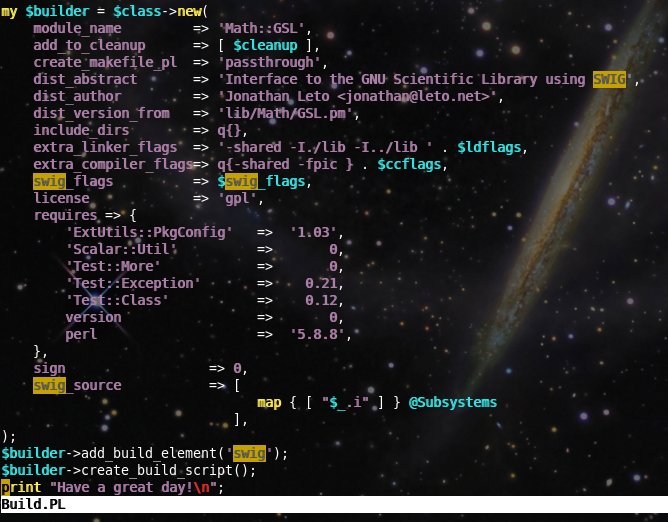 my $builder = $class->new(
    module_name         => 'Math::GSL',
    add_to_cleanup      => [ $cleanup ],
    create_makefile_pl  => 'passthrough',
    dist_abstract       => 'Interface to the GNU Scientific Library using SWIG',
    dist_author         => 'Jonathan Leto <jonathan@leto.net>',
    dist_version_from   => 'lib/Math/GSL.pm',
    include_dirs        => q{},
    extra_linker_flags  => '-shared -I./lib -I../lib ' . $ldflags,
    extra_compiler_flags=> q{-shared -fpic } . $ccflags,
    swig_flags          => $swig_flags,
    license             => 'gpl',
    requires => {
        'ExtUtils::PkgConfig'   =>  '1.03',
        'Scalar::Util'          =>       0,
        'Test::More'            =>       0,
        'Test::Exception'       =>    0.21,
        'Test::Class'           =>    0.12,
        version                 =>       0,
        perl                    =>  '5.8.8',
    },
    sign                  => 0,
    swig_source           => [
                                map { [ "$_.i" ] } @Subsystems
                             ],
);
$builder->add_build_element('swig');
$builder->create_build_script();
print "Have a great day!\n";
Build.PL